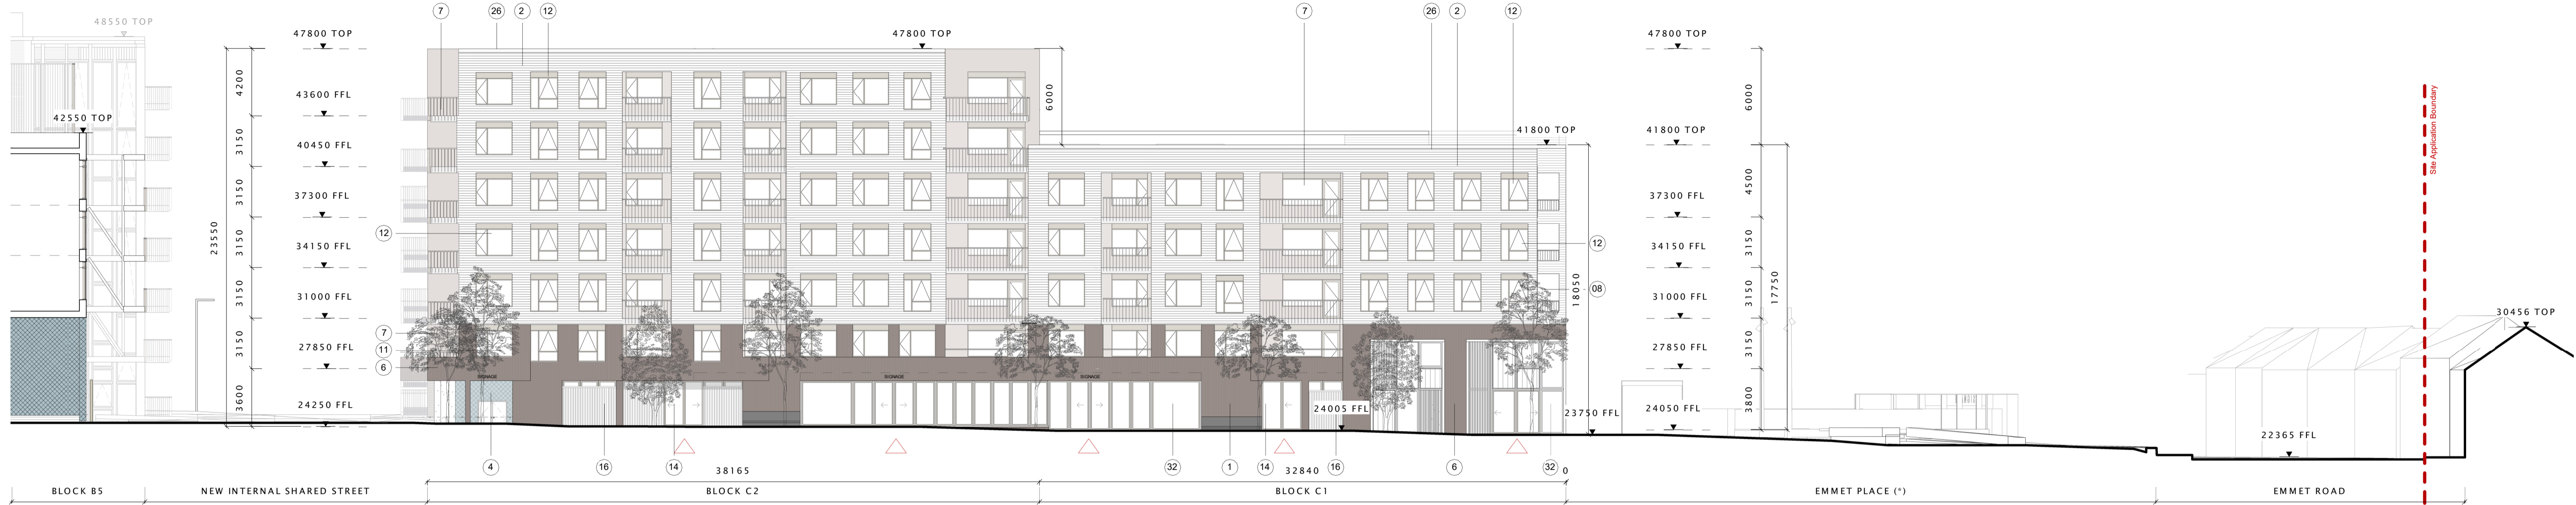 7
26
2
12
7
26
2
12
48550 TOP
47800 TOP
47800 TOP
47800 TOP
4200
43600 FFL
6000
6000
42550 TOP
Site Application Boundary
3150
40450 FFL
41800 TOP
41800 TOP
3150
37300 FFL
4500
37300 FFL
23550
12
12
3150
34150 FFL
3150
34150 FFL
08
18050
17750
3150
31000 FFL
3150
31000 FFL
30456 TOP
7
11
6
3150
27850 FFL
3150
27850 FFL
SIGNAGE
SIGNAGE
SIGNAGE
3600
24250 FFL
24005 FFL
23750 FFL
24050 FFL
3800
22365 FFL
4
16
14
32
1
14
16
6
32
38165
32840
0
BLOCK B5
NEW INTERNAL SHARED STREET
BLOCK C2
BLOCK C1
EMMET PLACE (*)
EMMET ROAD